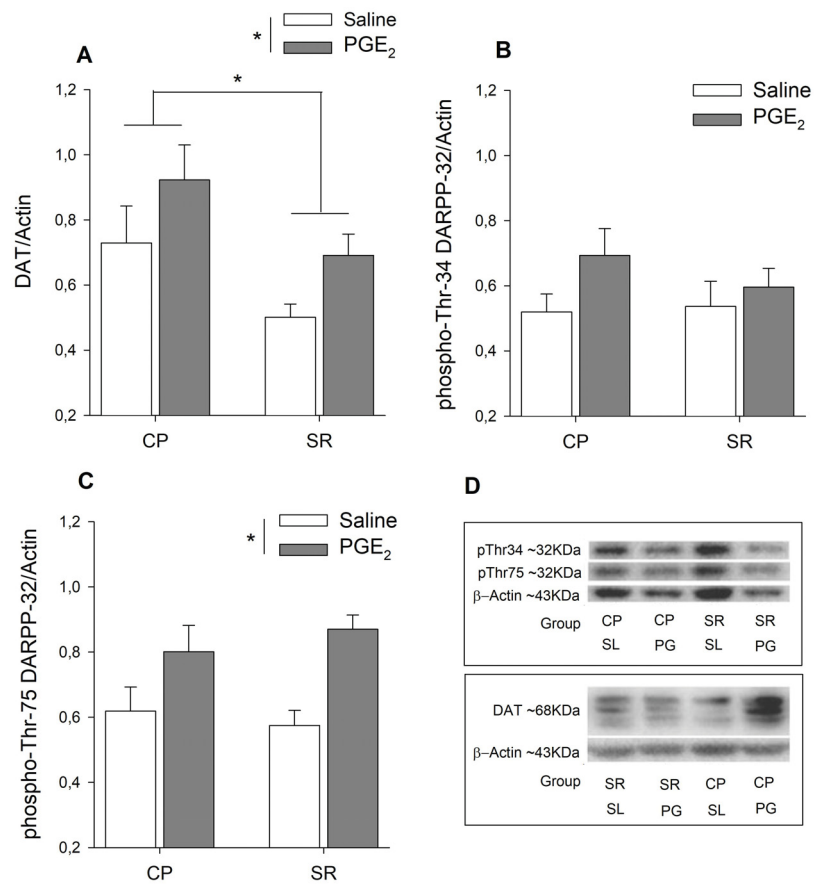 A
* Saline
PGE2
*
DAT/Actin
1,2
1,0
0,8
0,6
0,4
0,2
CP SR
B
Saline
PGE2
phospho-Thr-34 DARPP-32/Actin
1,2
1,0
0,8
0,6
0,4
0,2
CP SR
C
* Saline
PGE2
phospho-Thr-75 DARPP-32/Actin
1,2
1,0
0,8
0,6
0,4
0,2
CP SR
D
pThr34 ~32KDa
pThr75 ~32KDa
β-Actin ~43KDa
Group CP CP SR SR
SL PG SL PG
DAT ~68KDa
β-Actin ~43KDa
Group SR SR CP CP
SL PG SL PG